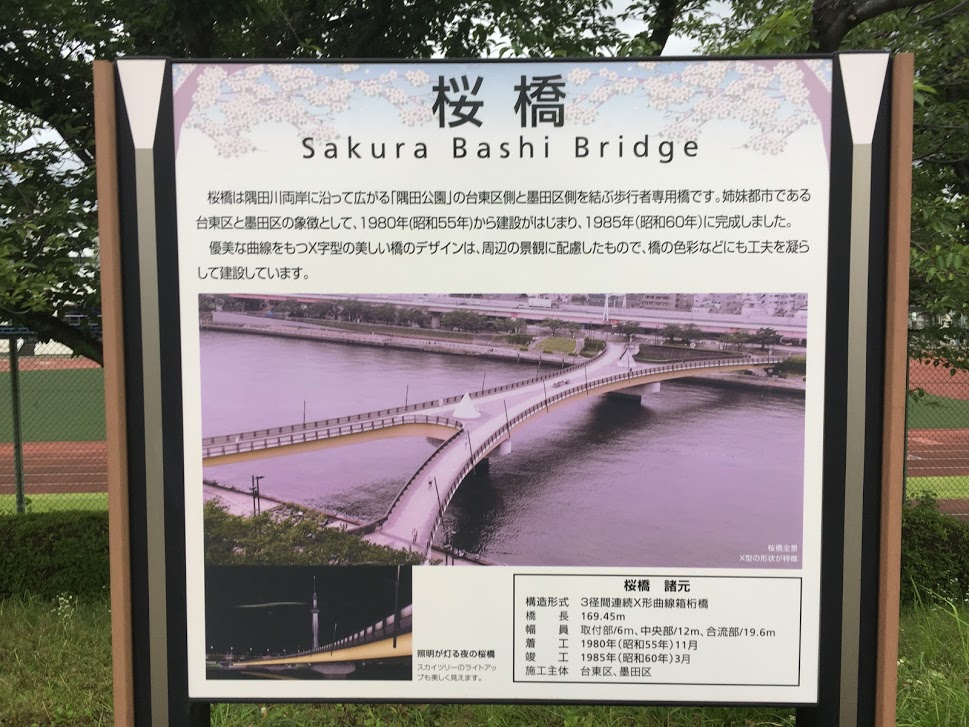 桜橋
Sakura Bashi Bridge
桜橋は隅田川両岸に沿って広がる「隅田公園」の台東区側と墨田区側を結ぶ歩行者専用橋です。姉妹都市である
台東区と墨田区の象徴として、1980年(昭和55年)から建設がはじまり、1985年(昭和60年)に完成しました。
優美な曲線をもつX字型の美しい橋のデザインは、周辺の景観に配慮したもので、橋の色彩などにも工夫を凝ら
して建設しています。
桜橋全景
X型の形状が特徴
照明が灯る夜の桜橋
スカイツリーのライトアッ
プも美しく見えます。
桜橋 諸元
構造形式 3径間連続X形曲線箱桁橋
橋長 169.45m
幅員 取付部/6m、中央部/12m、合流部/19.6m
着工 1980年(昭和55年)11月
竣工 1985年(昭和60年)3月
施工主体 台東区、墨田区